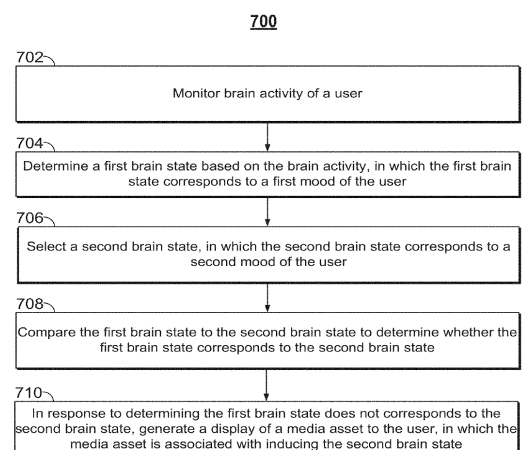 700
702
Monitor brain activity of a user
704
Determine a first brain state based on the brain activity, in which the first brain
state corresponds to a first mood of the user
706
Select a second brain state, in which the second brain state corresponds to a
second mood of the user
708
Compare the first brain state to the second brain state to determine whether the
first brain state corresponds to the second brain state
710
In response to determining the first brain state does not corresponds to the
second brain state, generate a display of a media asset to the user, in which the
media asset is associated with inducing the second brain state